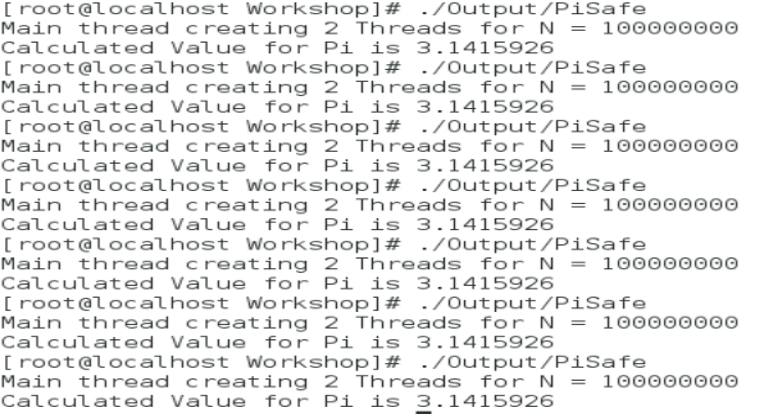 [root@localhost Workshop]# ./Output/PiSafe
Main thread creating 2 Threads for N = 100000000
Calculated Value for Pi is 3.1415926
[root@localhost Workshop]# ./Output/PiSafe
Main thread creating 2 Threads for N = 100000000
Calculated Value for Pi is 3.1415926
[root@localhost Workshop]# ./Output/PiSafe
Main thread creating 2 Threads for N = 100000000
Calculated Value for Pi is 3.1415926
[root@localhost Workshop]# ./Output/PiSafe
Main thread creating 2 Threads for N = 100000000
Calculated Value for Pi is 3.1415926
[root@localhost Workshop]# ./Output/PiSafe
Main thread creating 2 Threads for N = 100000000
Calculated Value for Pi is 3.1415926
[root@localhost Workshop]# ./Output/PiSafe
Main thread creating 2 Threads for N = 100000000
Calculated Value for Pi is 3.1415926
[root@localhost Workshop]# ./Output/PiSafe
Main thread creating 2 Threads for N = 100000000
Calculated Value for Pi is 3.1415926